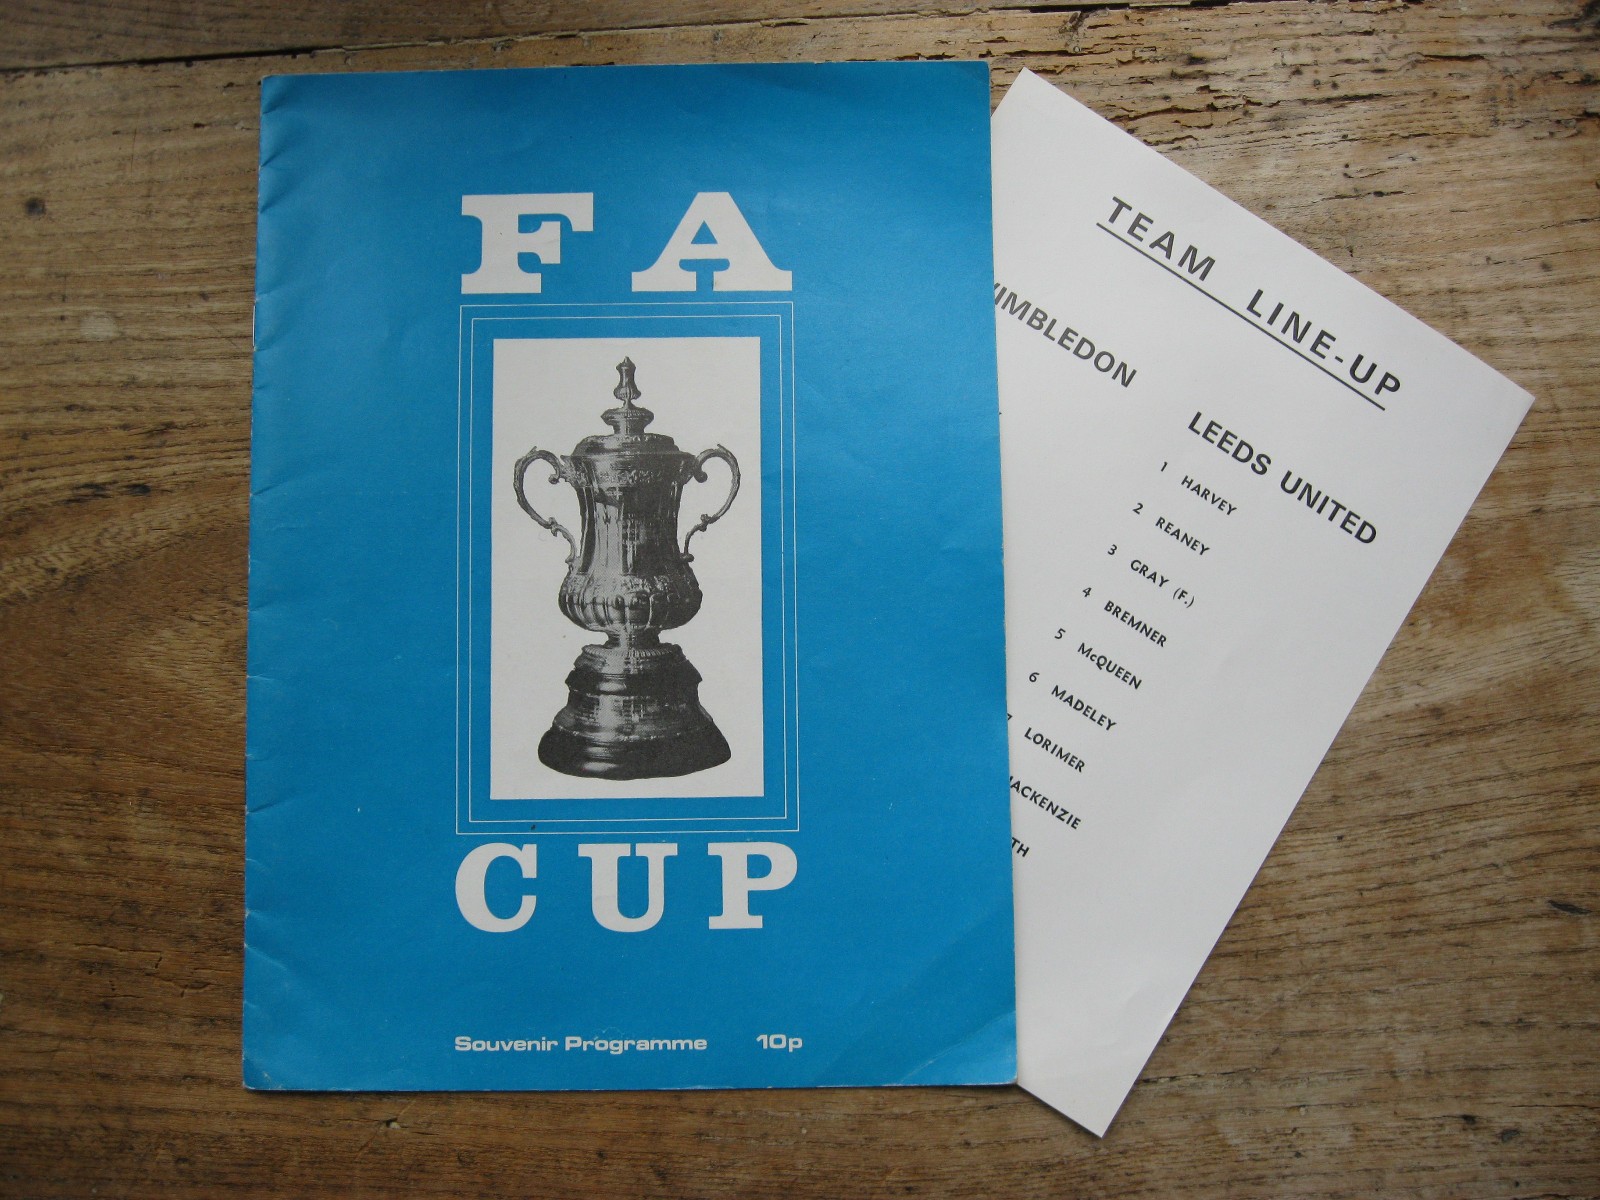 FA
CUP
Souvenir Programme 10p
TEAM LINE-UP
LEEDS UNITED
1 HARVEY
2 REANEY
3 GRAY (F.)
4 BREMNER
5 McQUEEN
6 MADELEY
LORIMER